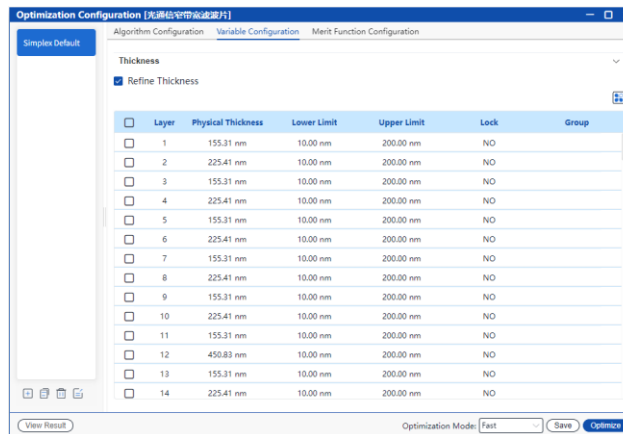 Optimization Configuration [光通信窄带高滤波片]
Simplex Default
Algorithm Configuration Variable Configuration Merit Function Configuration
Thickness
Refine Thickness
Layer Physical Thickness Lower Limit Upper Limit Lock Group
1 155.31 nm 10.00 nm 200.00 nm NO
2 225.41 nm 10.00 nm 200.00 nm NO
3 155.31 nm 10.00 nm 200.00 nm NO
4 225.41 nm 10.00 nm 200.00 nm NO
5 155.31 nm 10.00 nm 200.00 nm NO
6 225.41 nm 10.00 nm 200.00 nm NO
7 155.31 nm 10.00 nm 200.00 nm NO
8 225.41 nm 10.00 nm 200.00 nm NO
9 155.31 nm 10.00 nm 200.00 nm NO
10 225.41 nm 10.00 nm 200.00 nm NO
11 155.31 nm 10.00 nm 200.00 nm NO
12 450.83 nm 10.00 nm 200.00 nm NO
13 155.31 nm 10.00 nm 200.00 nm NO
14 225.41 nm 10.00 nm 200.00 nm NO
View Result Optimization Mode: Fast Save Optimize